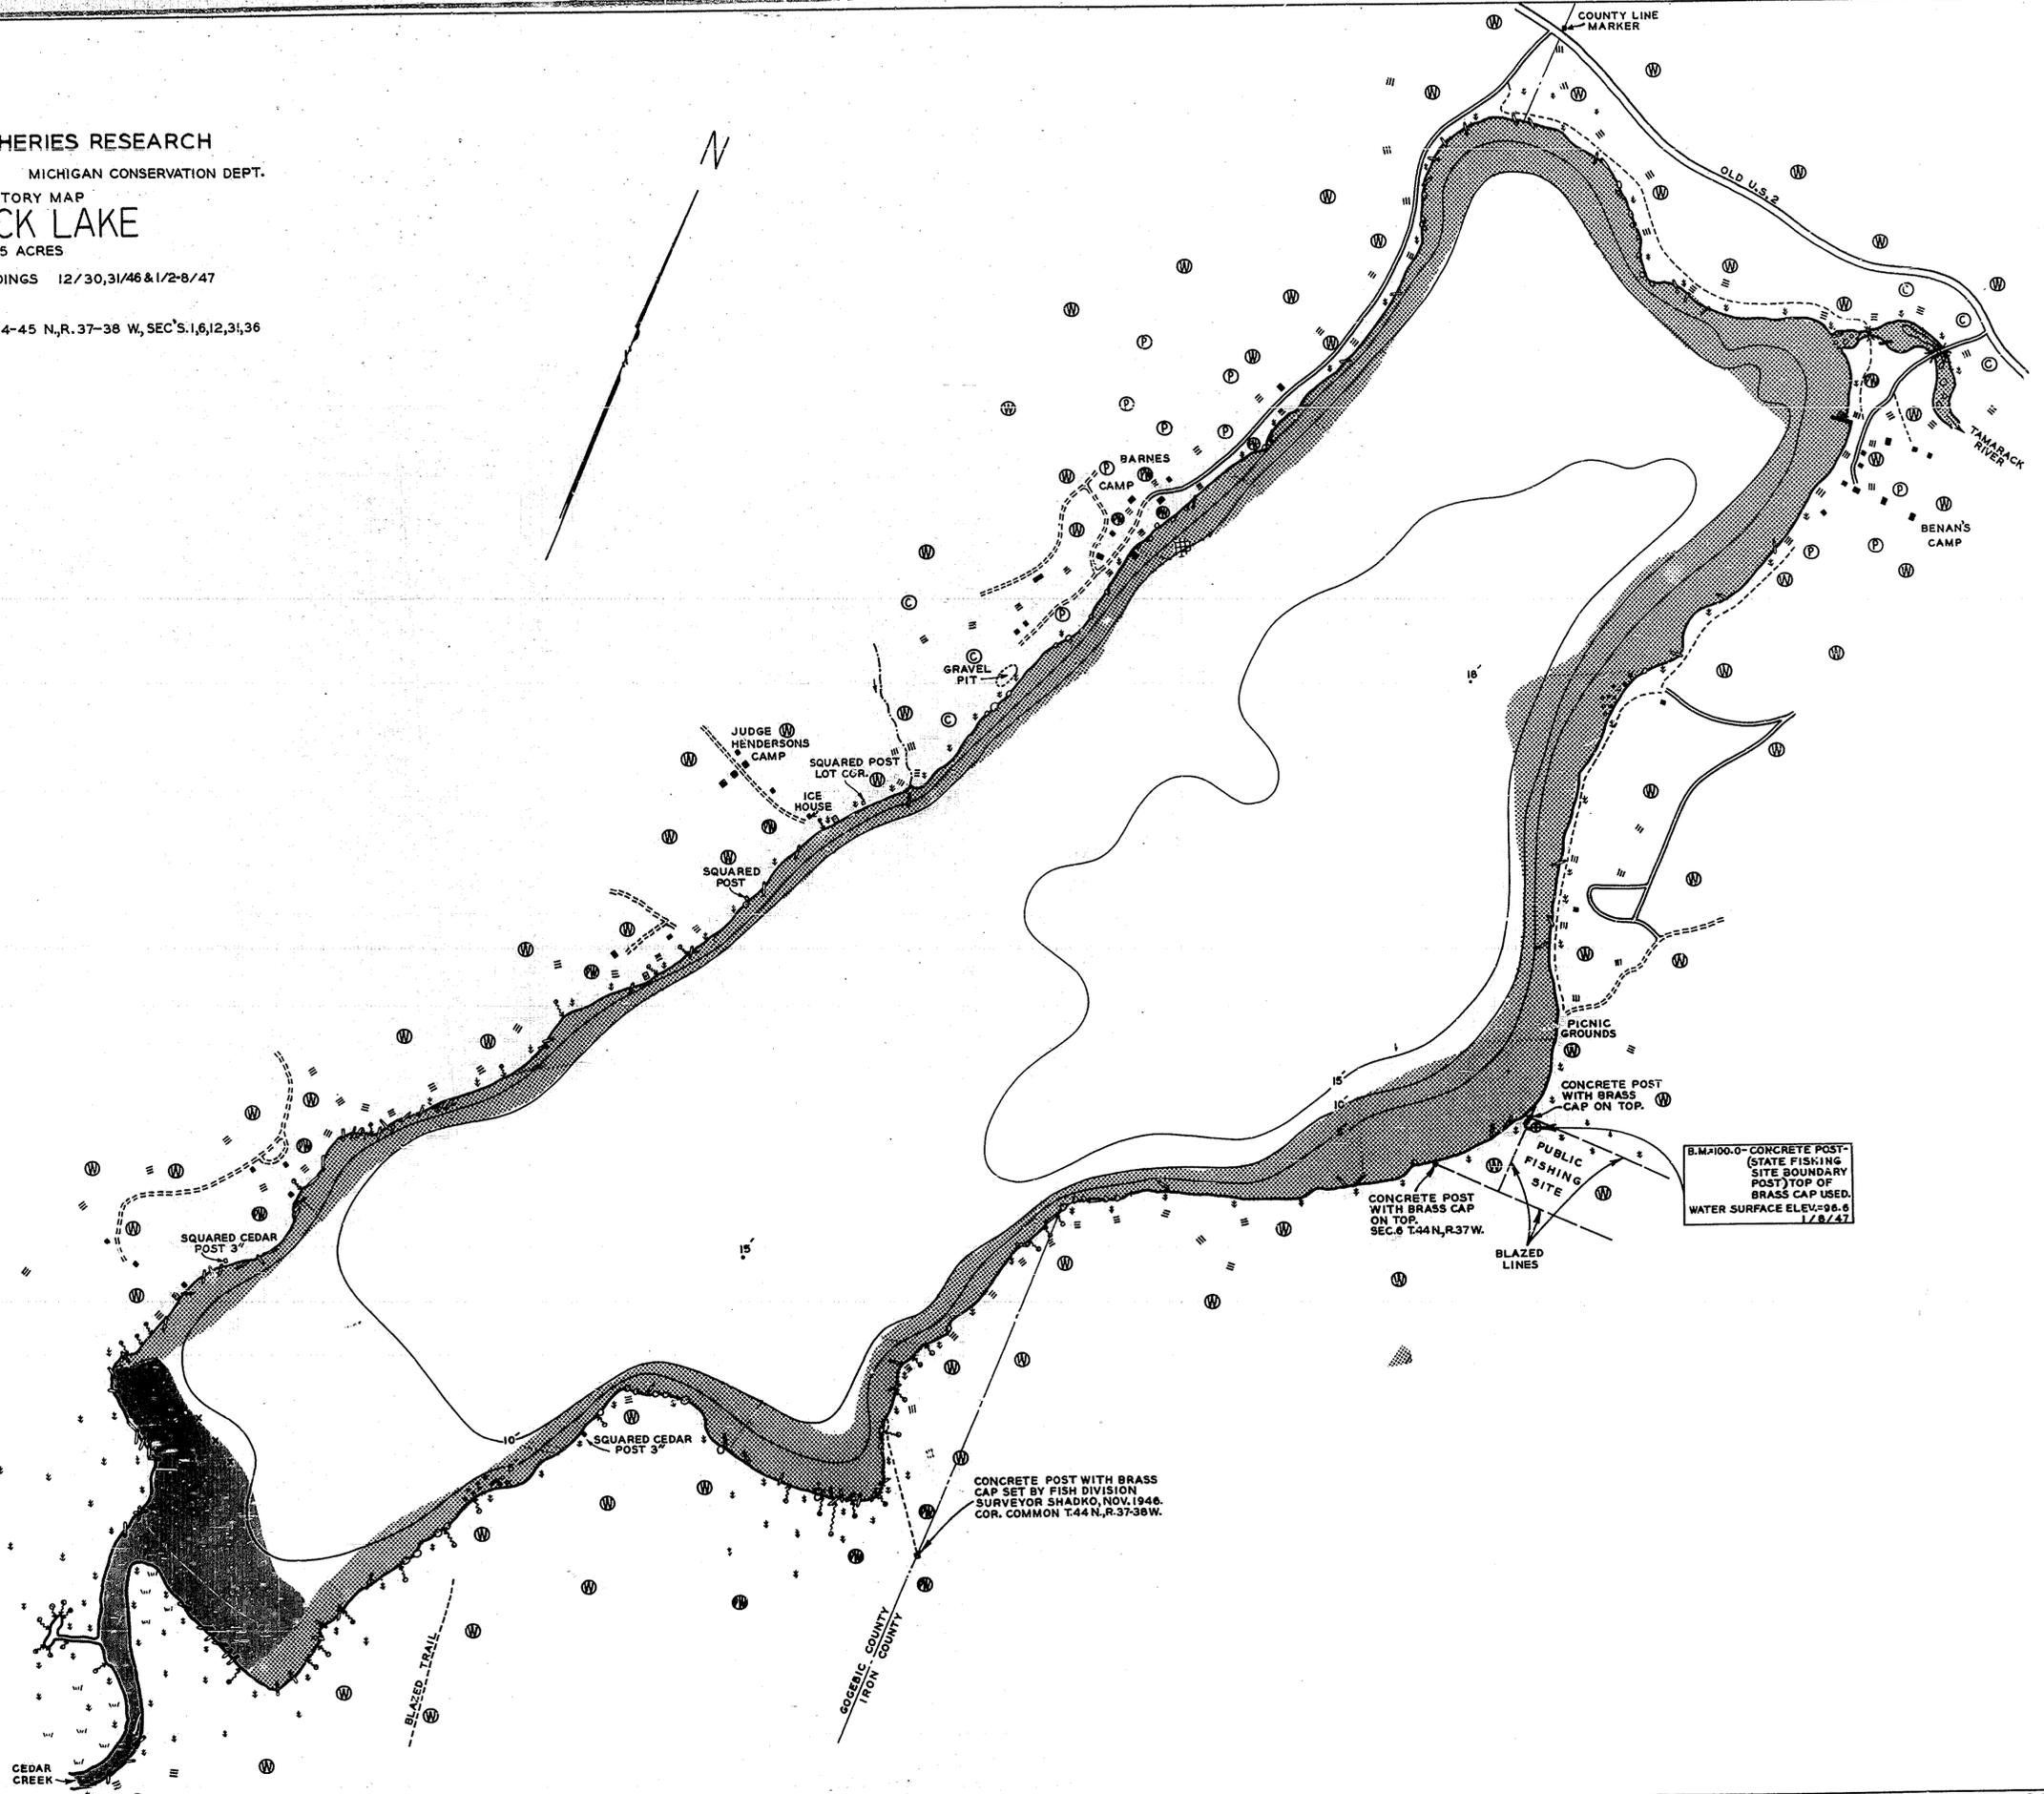 HERIES RESEARCH
MICHIGAN CONSERVATION DEPT.
TORY MAP
CK LAKE
5 ACRES
DINGS 12/30,31/46 & 1/2-8/47
4-45 N., R. 37-38 W., SEC'S. 1,6,12,31,36
N
COUNTY LINE
MARKER
OLD U.S. 2
TAMARACK
RIVER
BENAN'S
CAMP
BARNES
CAMP
GRAVEL
PIT
JUDGE
HENDERSONS
CAMP
SQUARED POST
LOT COR.
ICE
HOUSE
SQUARED
POST
18'
PICNIC
GROUNDS
15'
10'
CONCRETE POST
WITH BRASS
CAP ON TOP.
PUBLIC
FISHING
SITE
B.M.=100.0-CONCRETE POST-
(STATE FISHING
SITE BOUNDARY
POST) TOP OF
BRASS CAP USED.
WATER SURFACE ELEV.=96.6
1/8/47
CONCRETE POST
WITH BRASS CAP
ON TOP.
SEC.6 T.44 N., R.37 W.
BLAZED
LINES
SQUARED CEDAR
POST 3"
15'
10'
SQUARED CEDAR
POST 3"
CONCRETE POST WITH BRASS
CAP SET BY FISH DIVISION
SURVEYOR SHADKO, NOV. 1946.
COR. COMMON T.44 N., R.37-38 W.
GOGEBIC COUNTY
IRON COUNTY
BLAZED TRAIL
CEDAR
CREEK